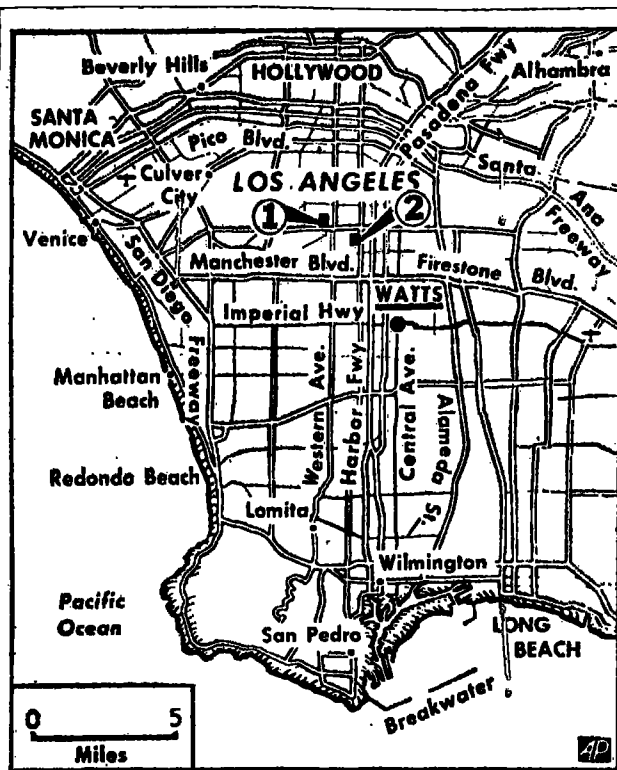 Beverly Hills
HOLLYWOOD
Pasadena Fwy
Alhambra
SANTA
MONICA
Pico Blvd.
Culver
City
Santa
Ana
Freeway
LOS ANGELES
1
2
Venice
San Diego
Freeway
Manchester Blvd.
Firestone
Blvd.
Imperial Hwy
WATTS
Manhattan
Beach
Western Ave.
Harbor Fwy
Central Ave.
Alameda
St.
Redondo Beach
Lomita
Wilmington
Pacific
Ocean
San Pedro
LONG
BEACH
Breakwater
0 5
Miles
AP